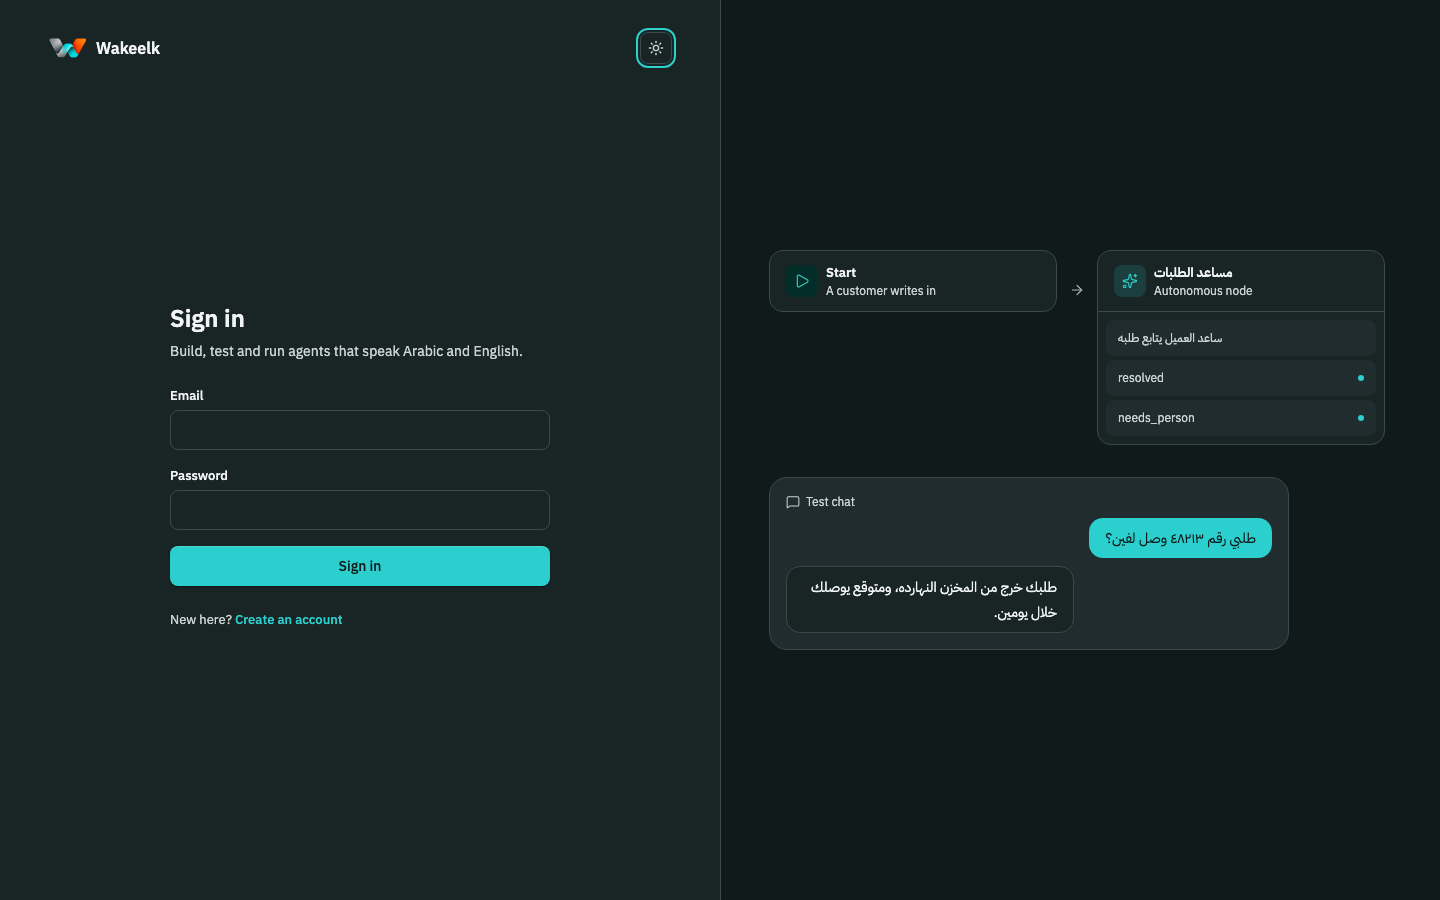 Wakeelk
Sign in
Build, test and run agents that speak Arabic and English.
Email
Password
Sign in
New here? Create an account
Start
A customer writes in
مساعد الطلبات
Autonomous node
ساعد العميل يتابع طلبه
resolved
needs_person
Test chat
طلبي رقم ٤٨٢١٣ وصل لفين؟
طلبك خرج من المخزن النهارده، ومتوقع يوصلك
خلال يومين.